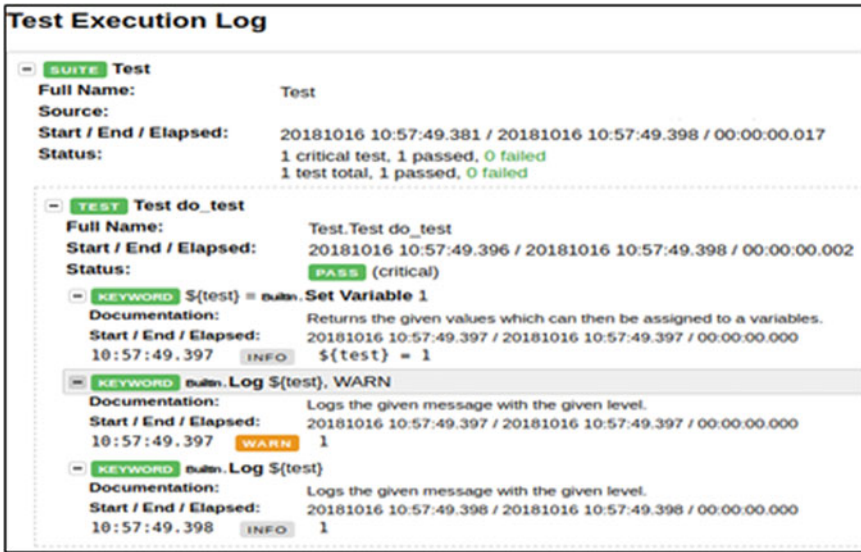 Test Execution Log
SUITE Test
Full Name: Test
Source:
Start / End / Elapsed: 20181016 10:57:49.381 / 20181016 10:57:49.398 / 00:00:00.017
Status: 1 critical test, 1 passed, 0 failed
1 test total, 1 passed, 0 failed
TEST Test do_test
Full Name: Test.Test do_test
Start / End / Elapsed: 20181016 10:57:49.396 / 20181016 10:57:49.398 / 00:00:00.002
Status: PASS (critical)
KEYWORD ${test} = BuiltIn.Set Variable 1
Documentation: Returns the given values which can then be assigned to a variables.
Start / End / Elapsed: 20181016 10:57:49.397 / 20181016 10:57:49.397 / 00:00:00.000
10:57:49.397 INFO ${test} = 1
KEYWORD BuiltIn.Log ${test}, WARN
Documentation: Logs the given message with the given level.
Start / End / Elapsed: 20181016 10:57:49.397 / 20181016 10:57:49.397 / 00:00:00.000
10:57:49.397 WARN 1
KEYWORD BuiltIn.Log ${test}
Documentation: Logs the given message with the given level.
Start / End / Elapsed: 20181016 10:57:49.398 / 20181016 10:57:49.398 / 00:00:00.000
10:57:49.398 INFO 1